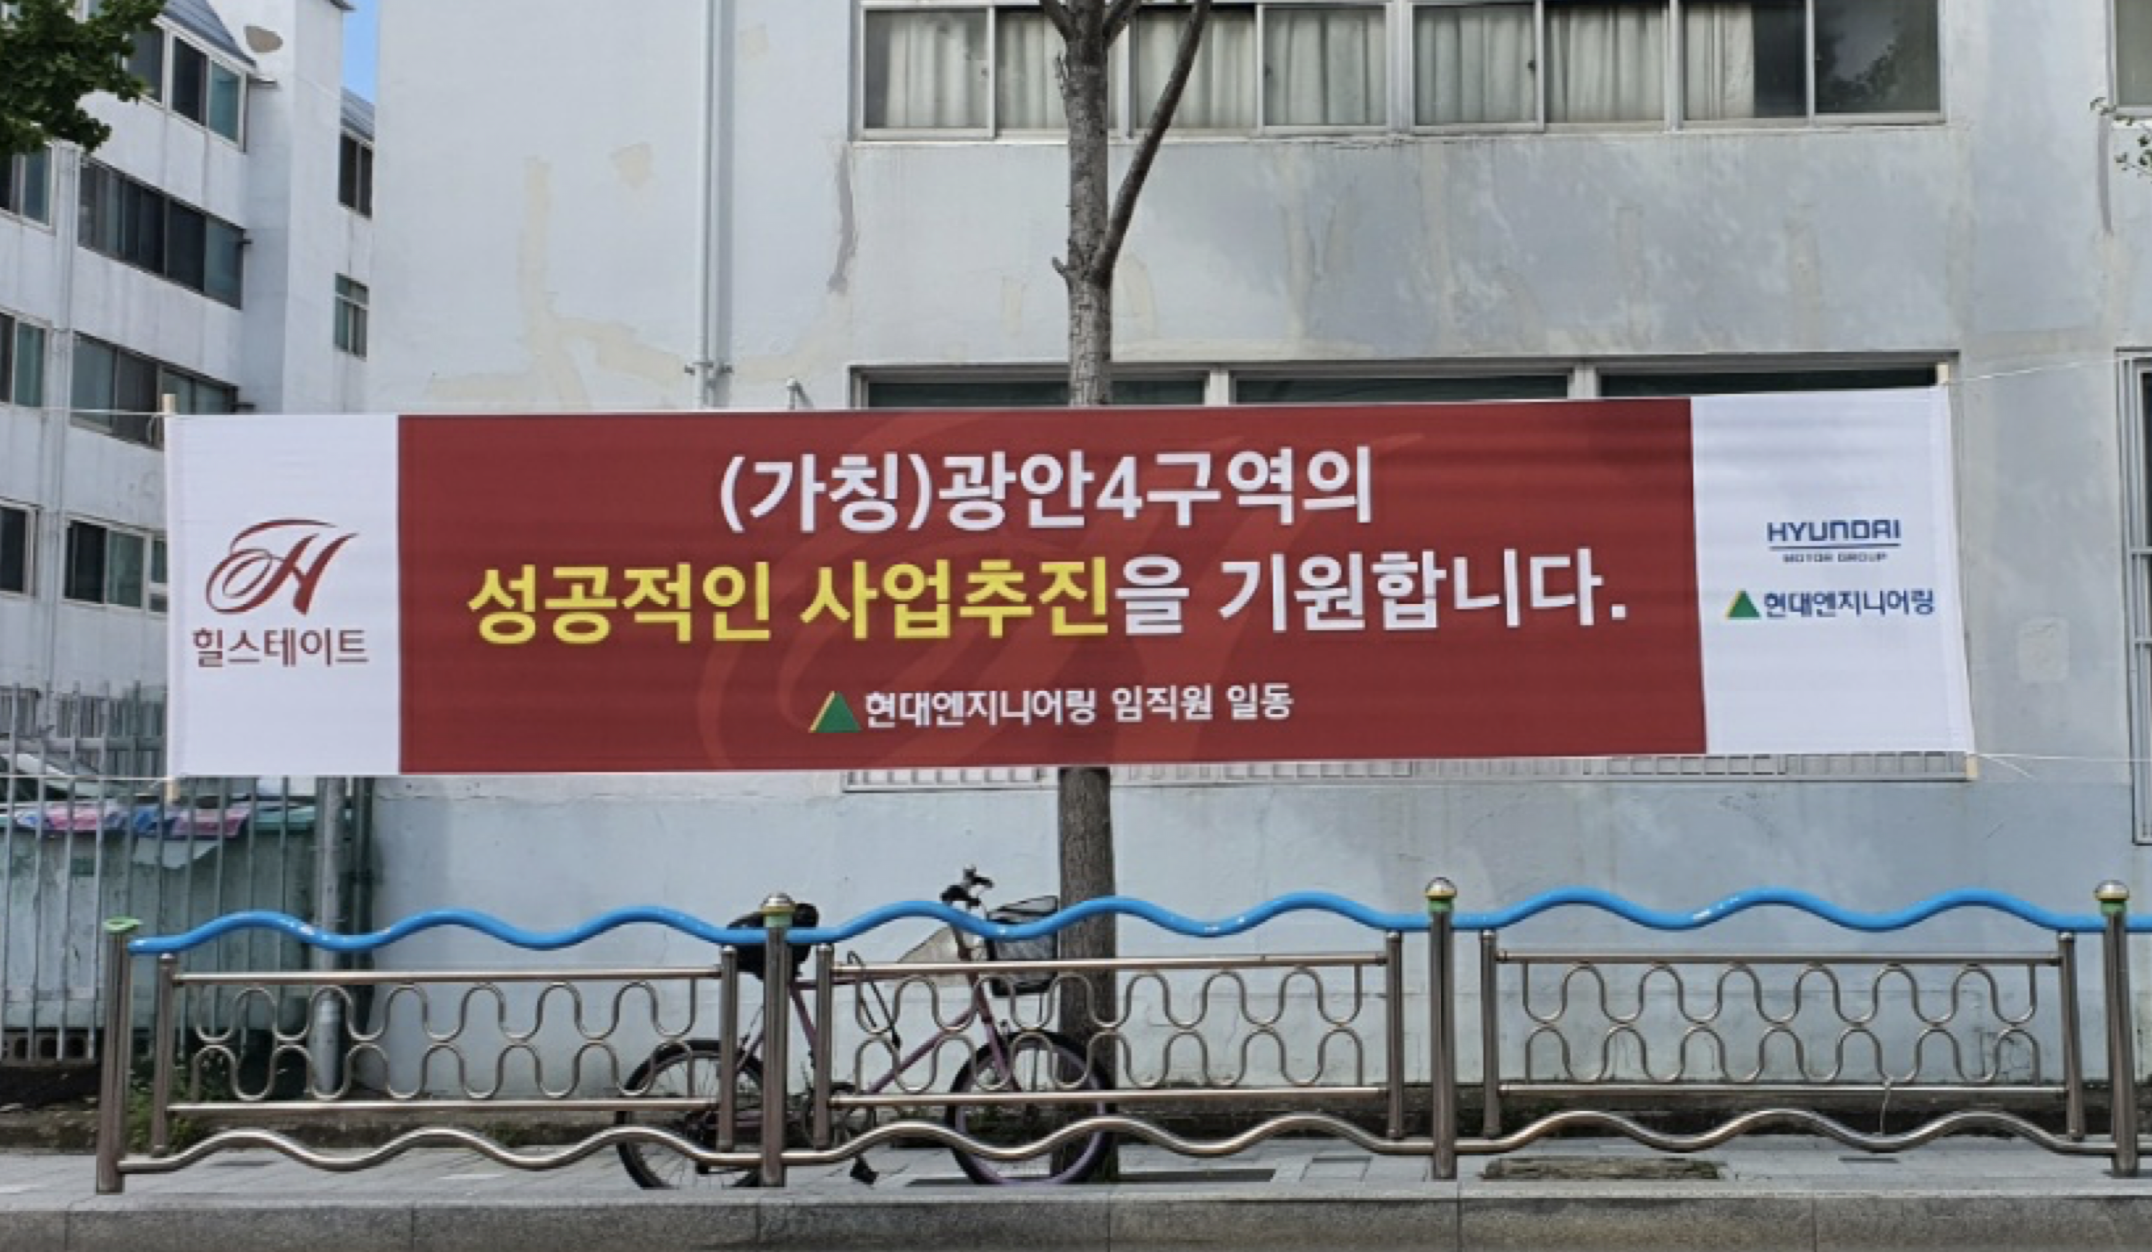 (가칭)광안4구역의
성공적인 사업추진을 기원합니다.
현대엔지니어링 임직원 일동
힐스테이트
HYUNDAI
MOTOR GROUP
현대엔지니어링